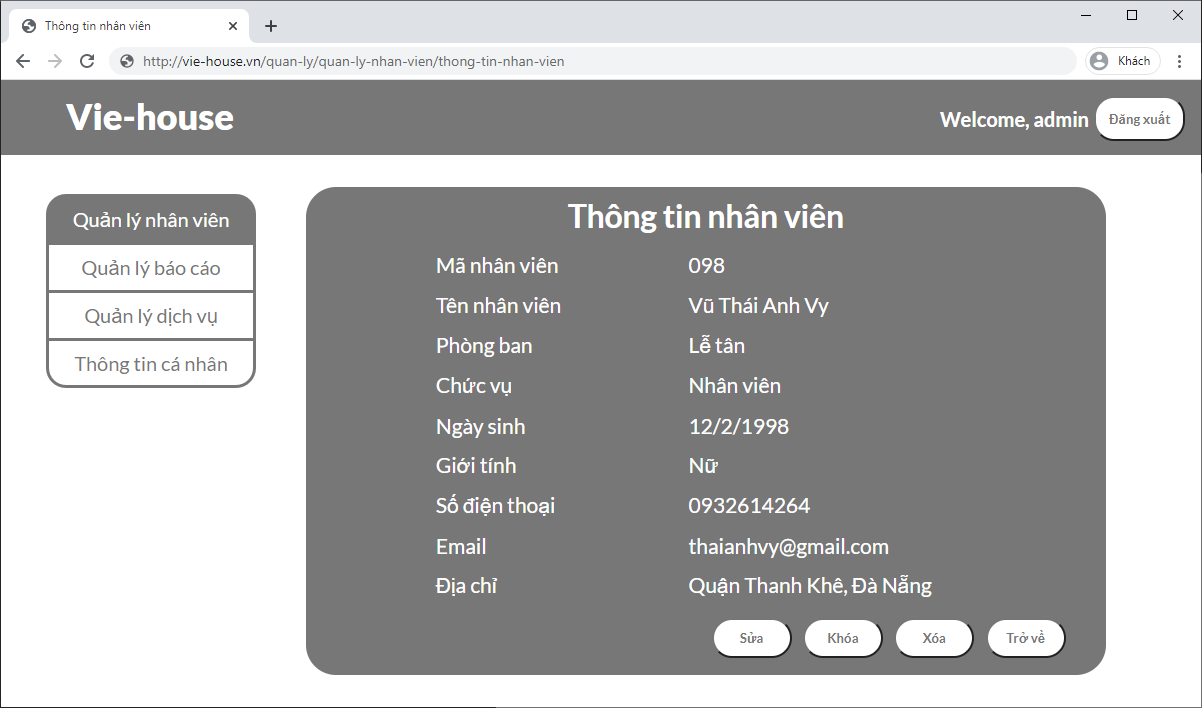 Thông tin nhân viên
http://vie-house.vn/quan-ly/quan-ly-nhan-vien/thong-tin-nhan-vien
Khách
Vie-house
Welcome, admin
Đăng xuất
Quản lý nhân viên
Quản lý báo cáo
Quản lý dịch vụ
Thông tin cá nhân
Thông tin nhân viên
Mã nhân viên 098
Tên nhân viên Vũ Thái Anh Vy
Phòng ban Lễ tân
Chức vụ Nhân viên
Ngày sinh 12/2/1998
Giới tính Nữ
Số điện thoại 0932614264
Email thaianhvy@gmail.com
Địa chỉ Quận Thanh Khê, Đà Nẵng
Sửa Khóa Xóa Trở về